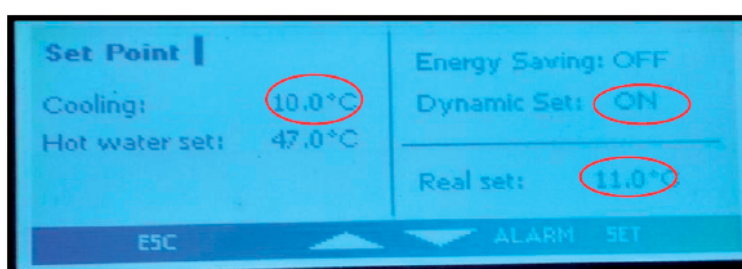 Set Point
Cooling: 10.0°C
Hot water set: 47.0°C
Energy Saving: OFF
Dynamic Set: ON
Real set: 11.0°C
ESC ALARM SET